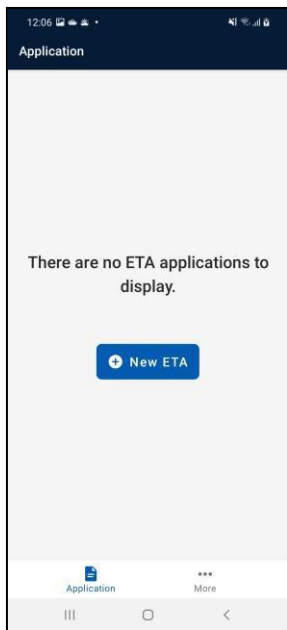 12:06
Application
There are no ETA applications to
display.
New ETA
Application
More